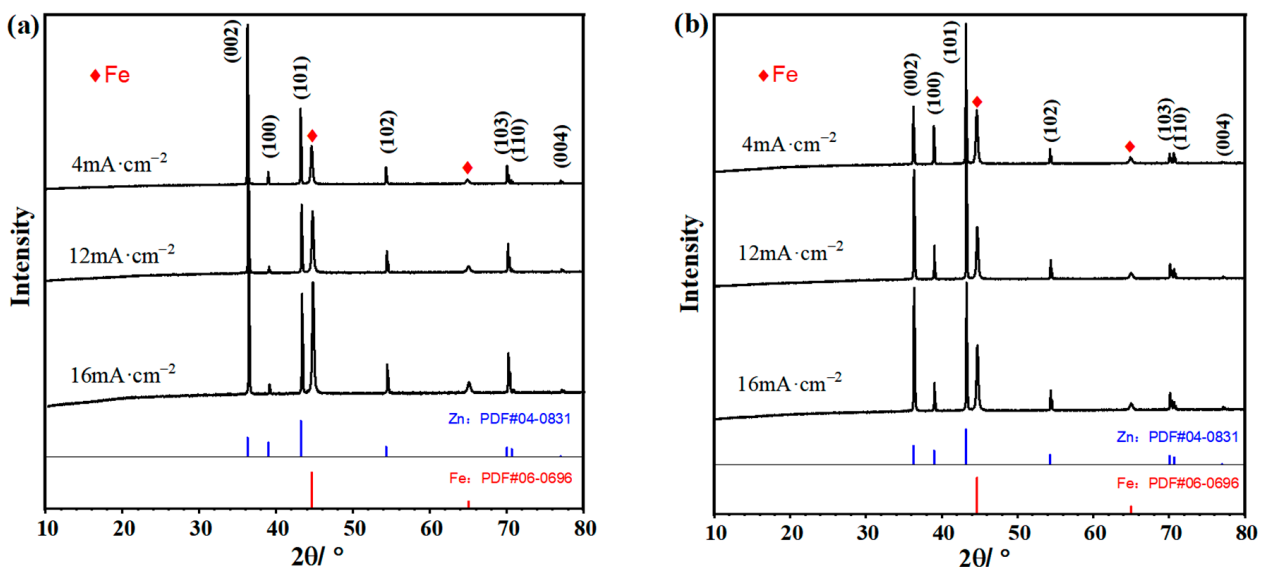 (a)
(002)
◆Fe
(101)
(100)
(102)
(103)
(110)
(004)
4mA·cm−2
12mA·cm−2
16mA·cm−2
Zn: PDF#04-0831
Fe: PDF#06-0696
Intensity
10 20 30 40 50 60 70 80
2θ/ °
(b)
(101)
◆Fe
(002)
(100)
(102)
(103)
(110)
(004)
4mA·cm−2
12mA·cm−2
16mA·cm−2
Zn: PDF#04-0831
Fe: PDF#06-0696
Intensity
10 20 30 40 50 60 70 80
2θ/ °